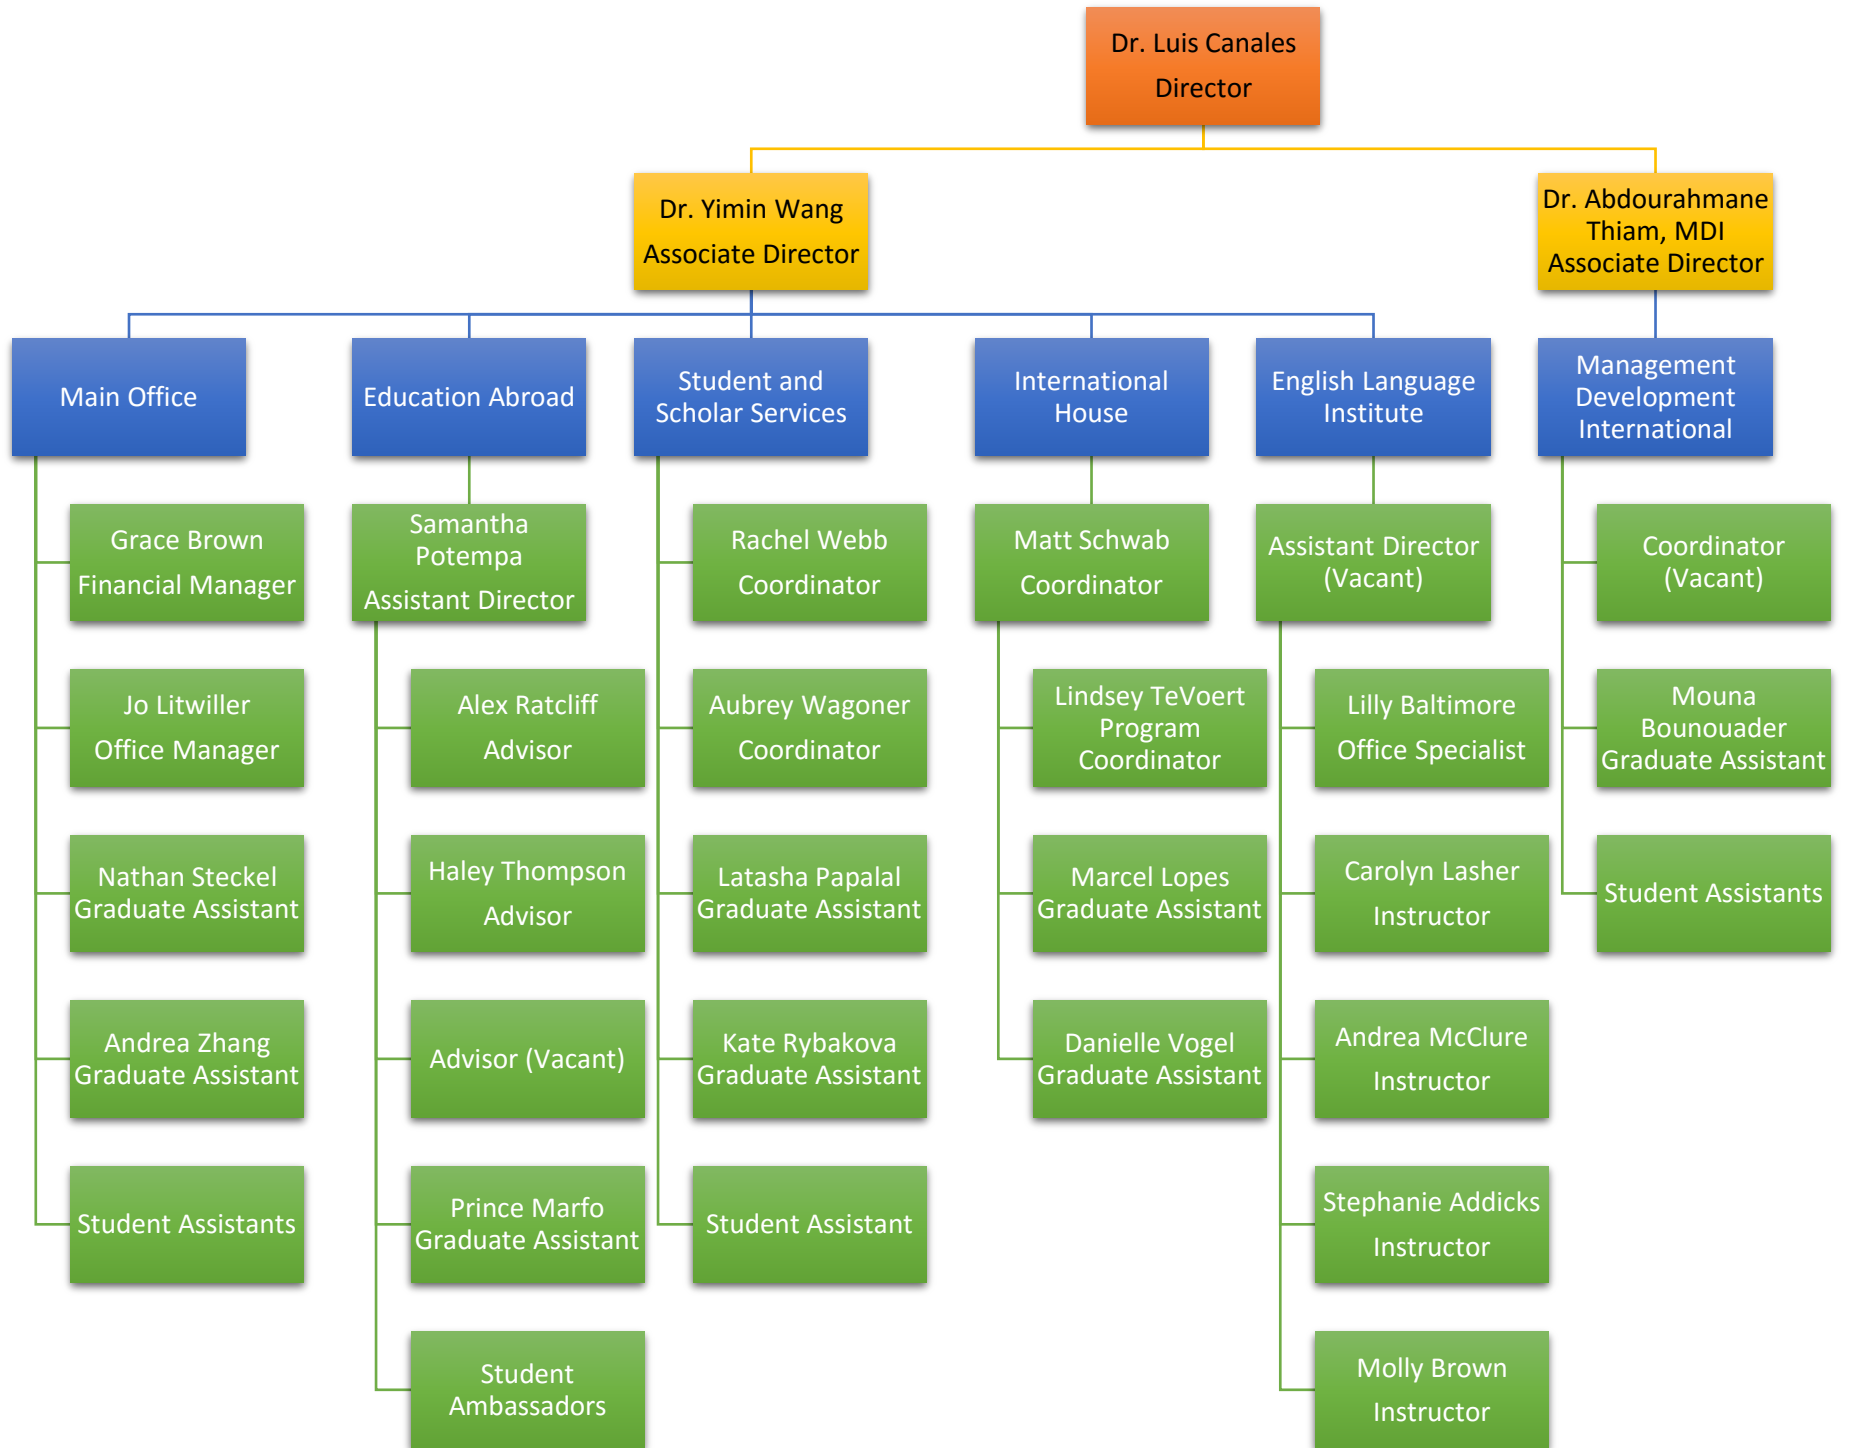 Dr. Luis Canales
Director
Dr. Yimin Wang
Associate Director
Dr. Abdourahmane
Thiam, MDI
Associate Director
Main Office
Education Abroad
Student and
Scholar Services
International
House
English Language
Institute
Management
Development
International
Grace Brown
Financial Manager
Jo Litwiller
Office Manager
Nathan Steckel
Graduate Assistant
Andrea Zhang
Graduate Assistant
Student Assistants
Samantha
Potempa
Assistant Director
Alex Ratcliff
Advisor
Haley Thompson
Advisor
Advisor (Vacant)
Prince Marfo
Graduate Assistant
Student
Ambassadors
Rachel Webb
Coordinator
Aubrey Wagoner
Coordinator
Latasha Papalal
Graduate Assistant
Kate Rybakova
Graduate Assistant
Student Assistant
Matt Schwab
Coordinator
Lindsey TeVoert
Program
Coordinator
Marcel Lopes
Graduate Assistant
Danielle Vogel
Graduate Assistant
Assistant Director
(Vacant)
Lilly Baltimore
Office Specialist
Carolyn Lasher
Instructor
Andrea McClure
Instructor
Stephanie Addicks
Instructor
Molly Brown
Instructor
Coordinator
(Vacant)
Mouna
Bounouader
Graduate Assistant
Student Assistants